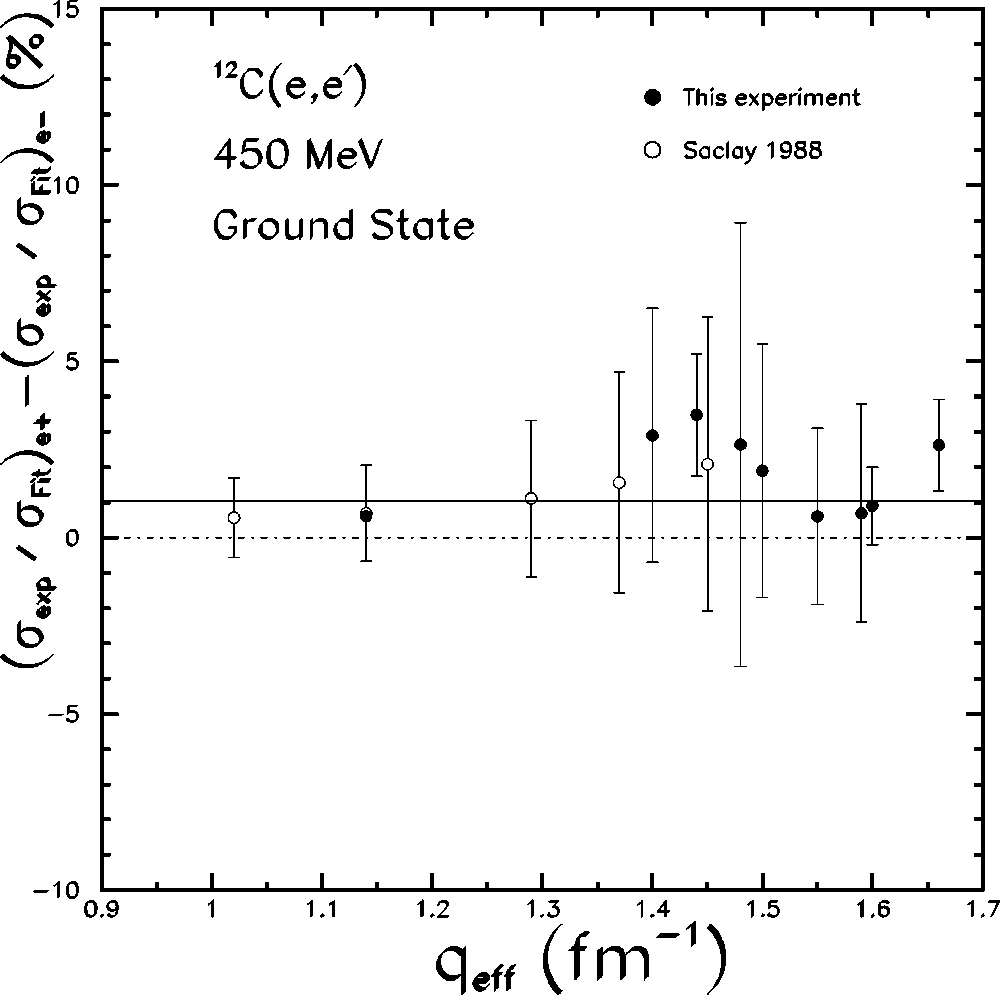 (σexp / σFit)e+ − (σexp / σFit)e− (%)
15
10
5
0
−5
−10
12C(e,e′)
450 MeV
Ground State
This experiment
Saclay 1988
0.9 1 1.1 1.2 1.3 1.4 1.5 1.6 1.7
qeff (fm−1)